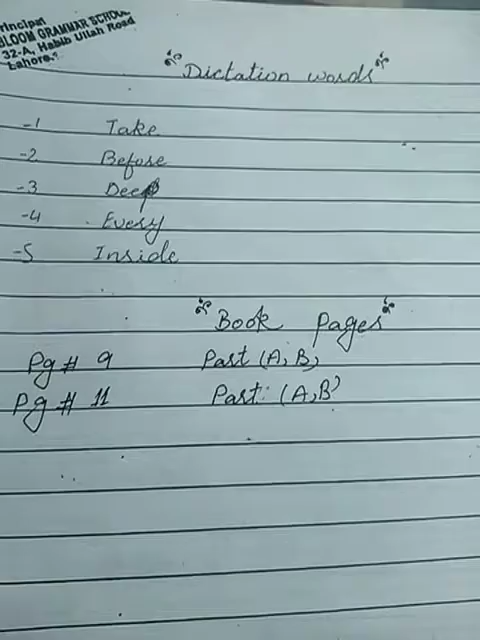 Principal
BLOOM GRAMMAR SCHOOL
32-A, Habib Ullah Road
Lahore.
"Dictation words"
-1 Take
-2 Before
-3 Deep
-4 Every
-5 Inside
"Book Pages"
Pg # 9 Part (A, B)
Pg # 11 Part: (A, B)